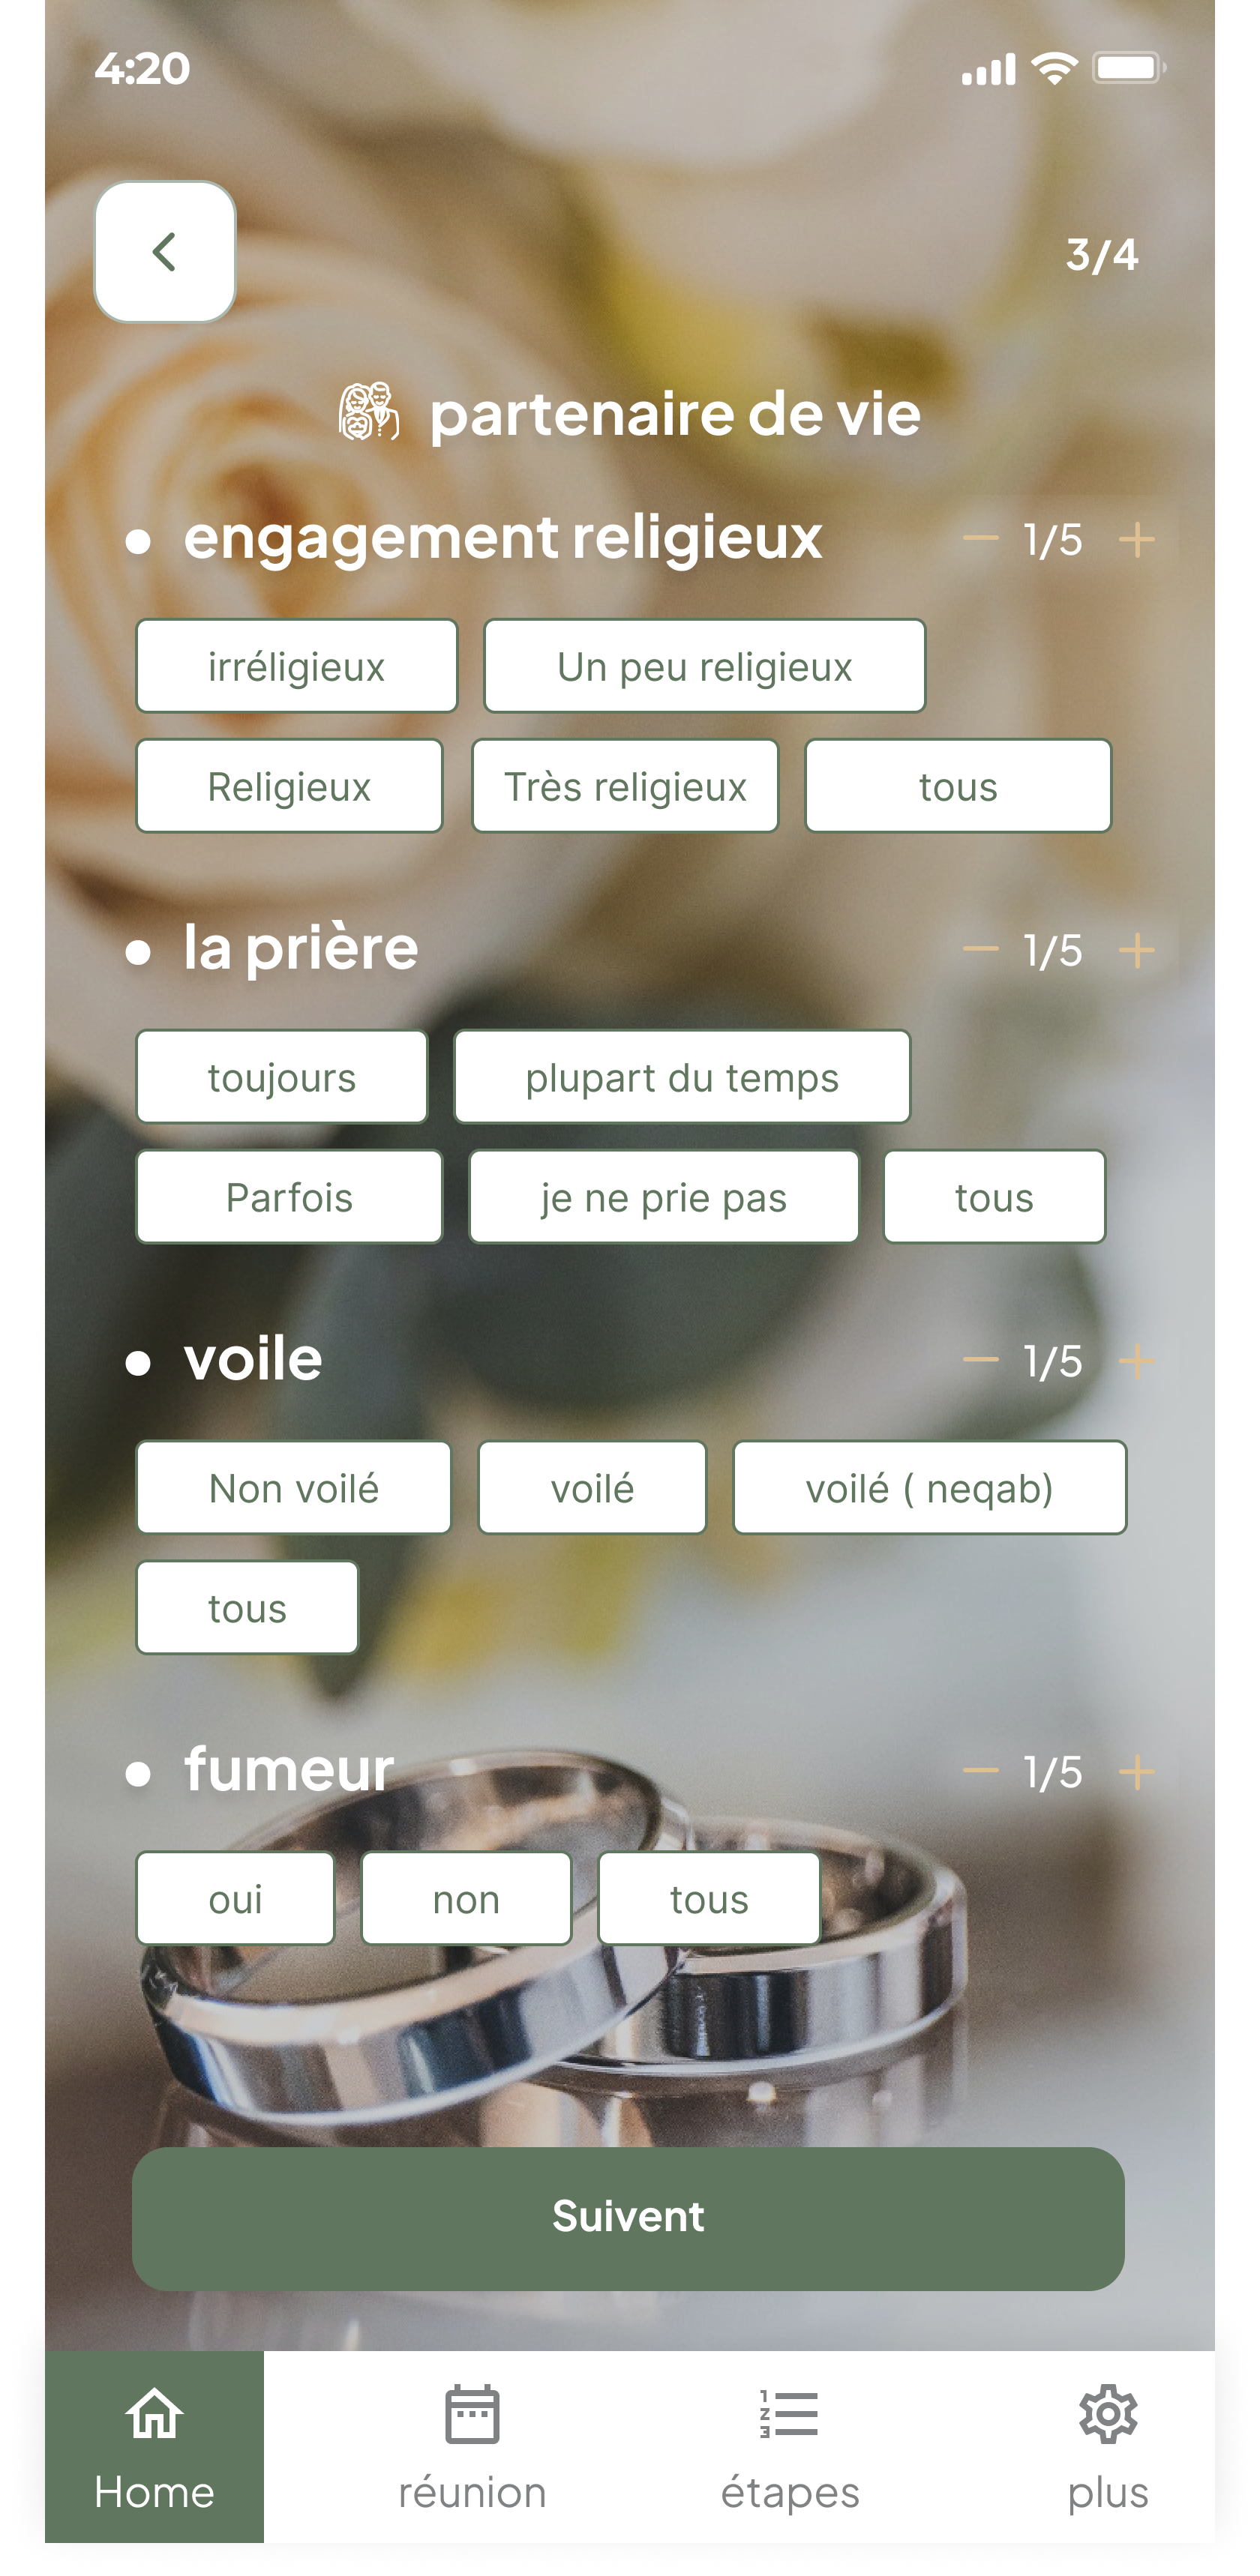 4:20
3/4
partenaire de vie
engagement religieux 1/5
irréligieux Un peu religieux
Religieux Très religieux tous
la prière 1/5
toujours plupart du temps
Parfois je ne prie pas tous
voile 1/5
Non voilé voilé voilé ( neqab)
tous
fumeur 1/5
oui non tous
Suivent
Home réunion étapes plus